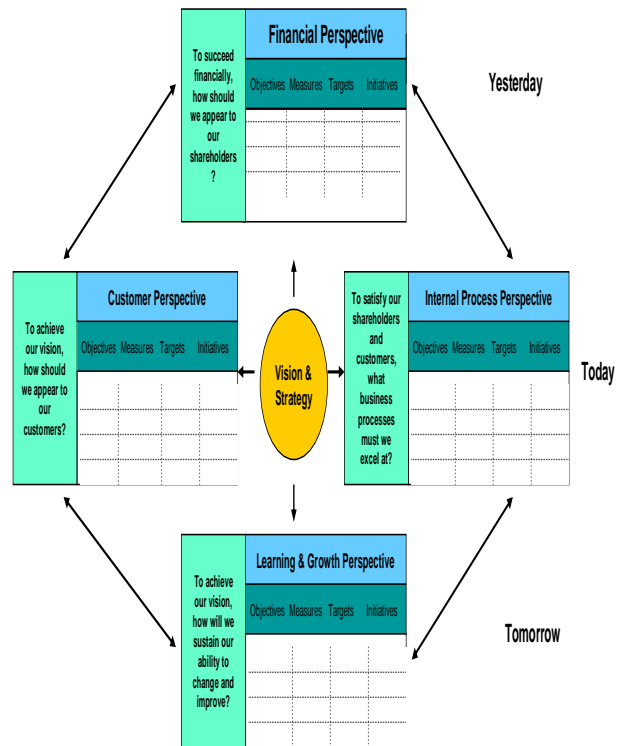 Financial Perspective
To succeed
financially,
how should
we appear to
our
shareholders
?
Objectives Measures Targets Initiatives
Yesterday
Customer Perspective
To achieve
our vision,
how should
we appear to
our
customers?
Objectives Measures Targets Initiatives
Vision &
Strategy
To satisfy our
shareholders
and
customers,
what
business
processes
must we
excel at?
Internal Process Perspective
Objectives Measures Targets Initiatives
Today
Learning & Growth Perspective
To achieve
our vision,
how will we
sustain our
ability to
change and
improve?
Objectives Measures Targets Initiatives
Tomorrow